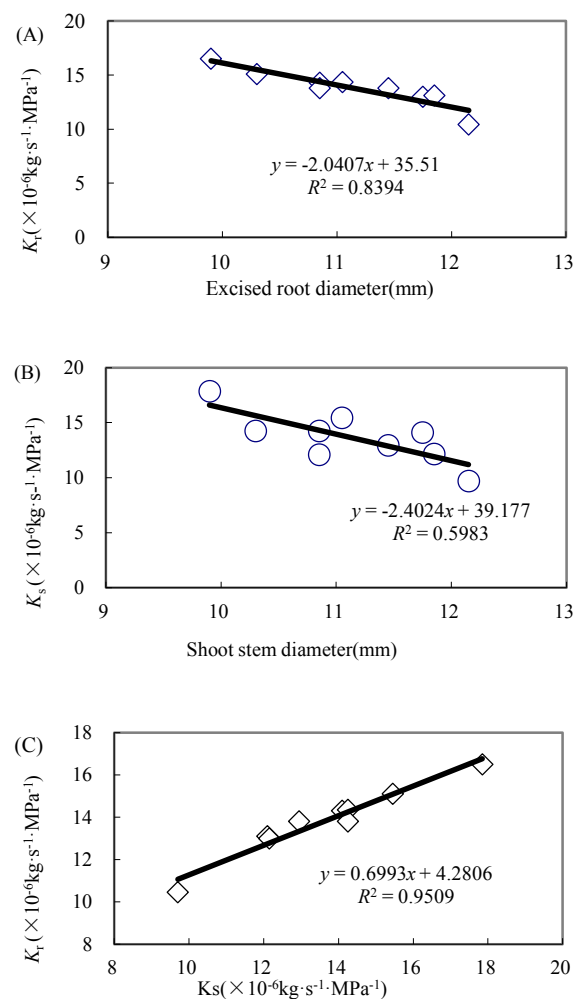 (A)
20
15
10
5
0
K_r(×10⁻⁶kg·s⁻¹·MPa⁻¹)
y = -2.0407x + 35.51
R² = 0.8394
9 10 11 12 13
Excised root diameter(mm)
(B)
20
15
10
5
0
K_s(×10⁻⁶kg·s⁻¹·MPa⁻¹)
y = -2.4024x + 39.177
R² = 0.5983
9 10 11 12 13
Shoot stem diameter(mm)
(C)
18
16
14
12
10
8
K_r(×10⁻⁶kg·s⁻¹·MPa⁻¹)
y = 0.6993x + 4.2806
R² = 0.9509
8 10 12 14 16 18 20
Ks(×10⁻⁶kg·s⁻¹·MPa⁻¹)